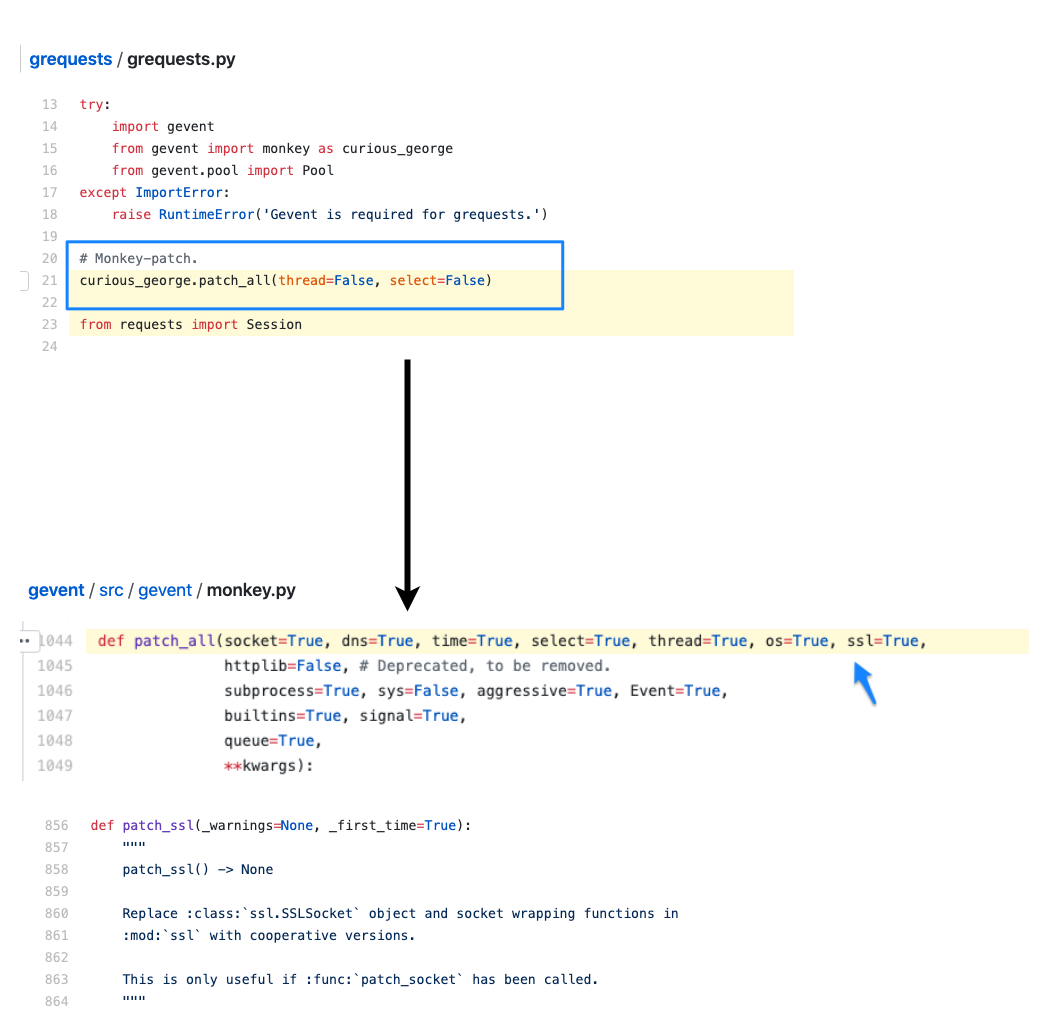 grequests / grequests.py
13 try:
14     import gevent
15     from gevent import monkey as curious_george
16     from gevent.pool import Pool
17 except ImportError:
18     raise RuntimeError('Gevent is required for grequests.')
19
20 # Monkey-patch.
21 curious_george.patch_all(thread=False, select=False)
22
23 from requests import Session
24
gevent / src / gevent / monkey.py
1044 def patch_all(socket=True, dns=True, time=True, select=True, thread=True, os=True, ssl=True,
1045               httplib=False, # Deprecated, to be removed.
1046               subprocess=True, sys=False, aggressive=True, Event=True,
1047               builtins=True, signal=True,
1048               queue=True,
1049               **kwargs):
856 def patch_ssl(_warnings=None, _first_time=True):
857     """
858     patch_ssl() -> None
859
860     Replace :class:`ssl.SSLSocket` object and socket wrapping functions in
861     :mod:`ssl` with cooperative versions.
862
863     This is only useful if :func:`patch_socket` has been called.
864     """